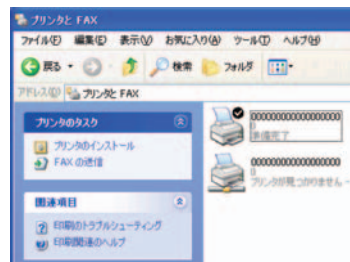 プリンタと FAX
ファイル(F) 編集(E) 表示(V) お気に入り(A) ツール(T) ヘルプ(H)
戻る 検索 フォルダ
アドレス(D) プリンタと FAX
プリンタのタスク
プリンタのインストール
FAX の送信
関連項目
印刷のトラブルシューティング
印刷関連のヘルプ
0000000000000000
0
準備完了
0000000000000000
0
プリンタが見つかりません -